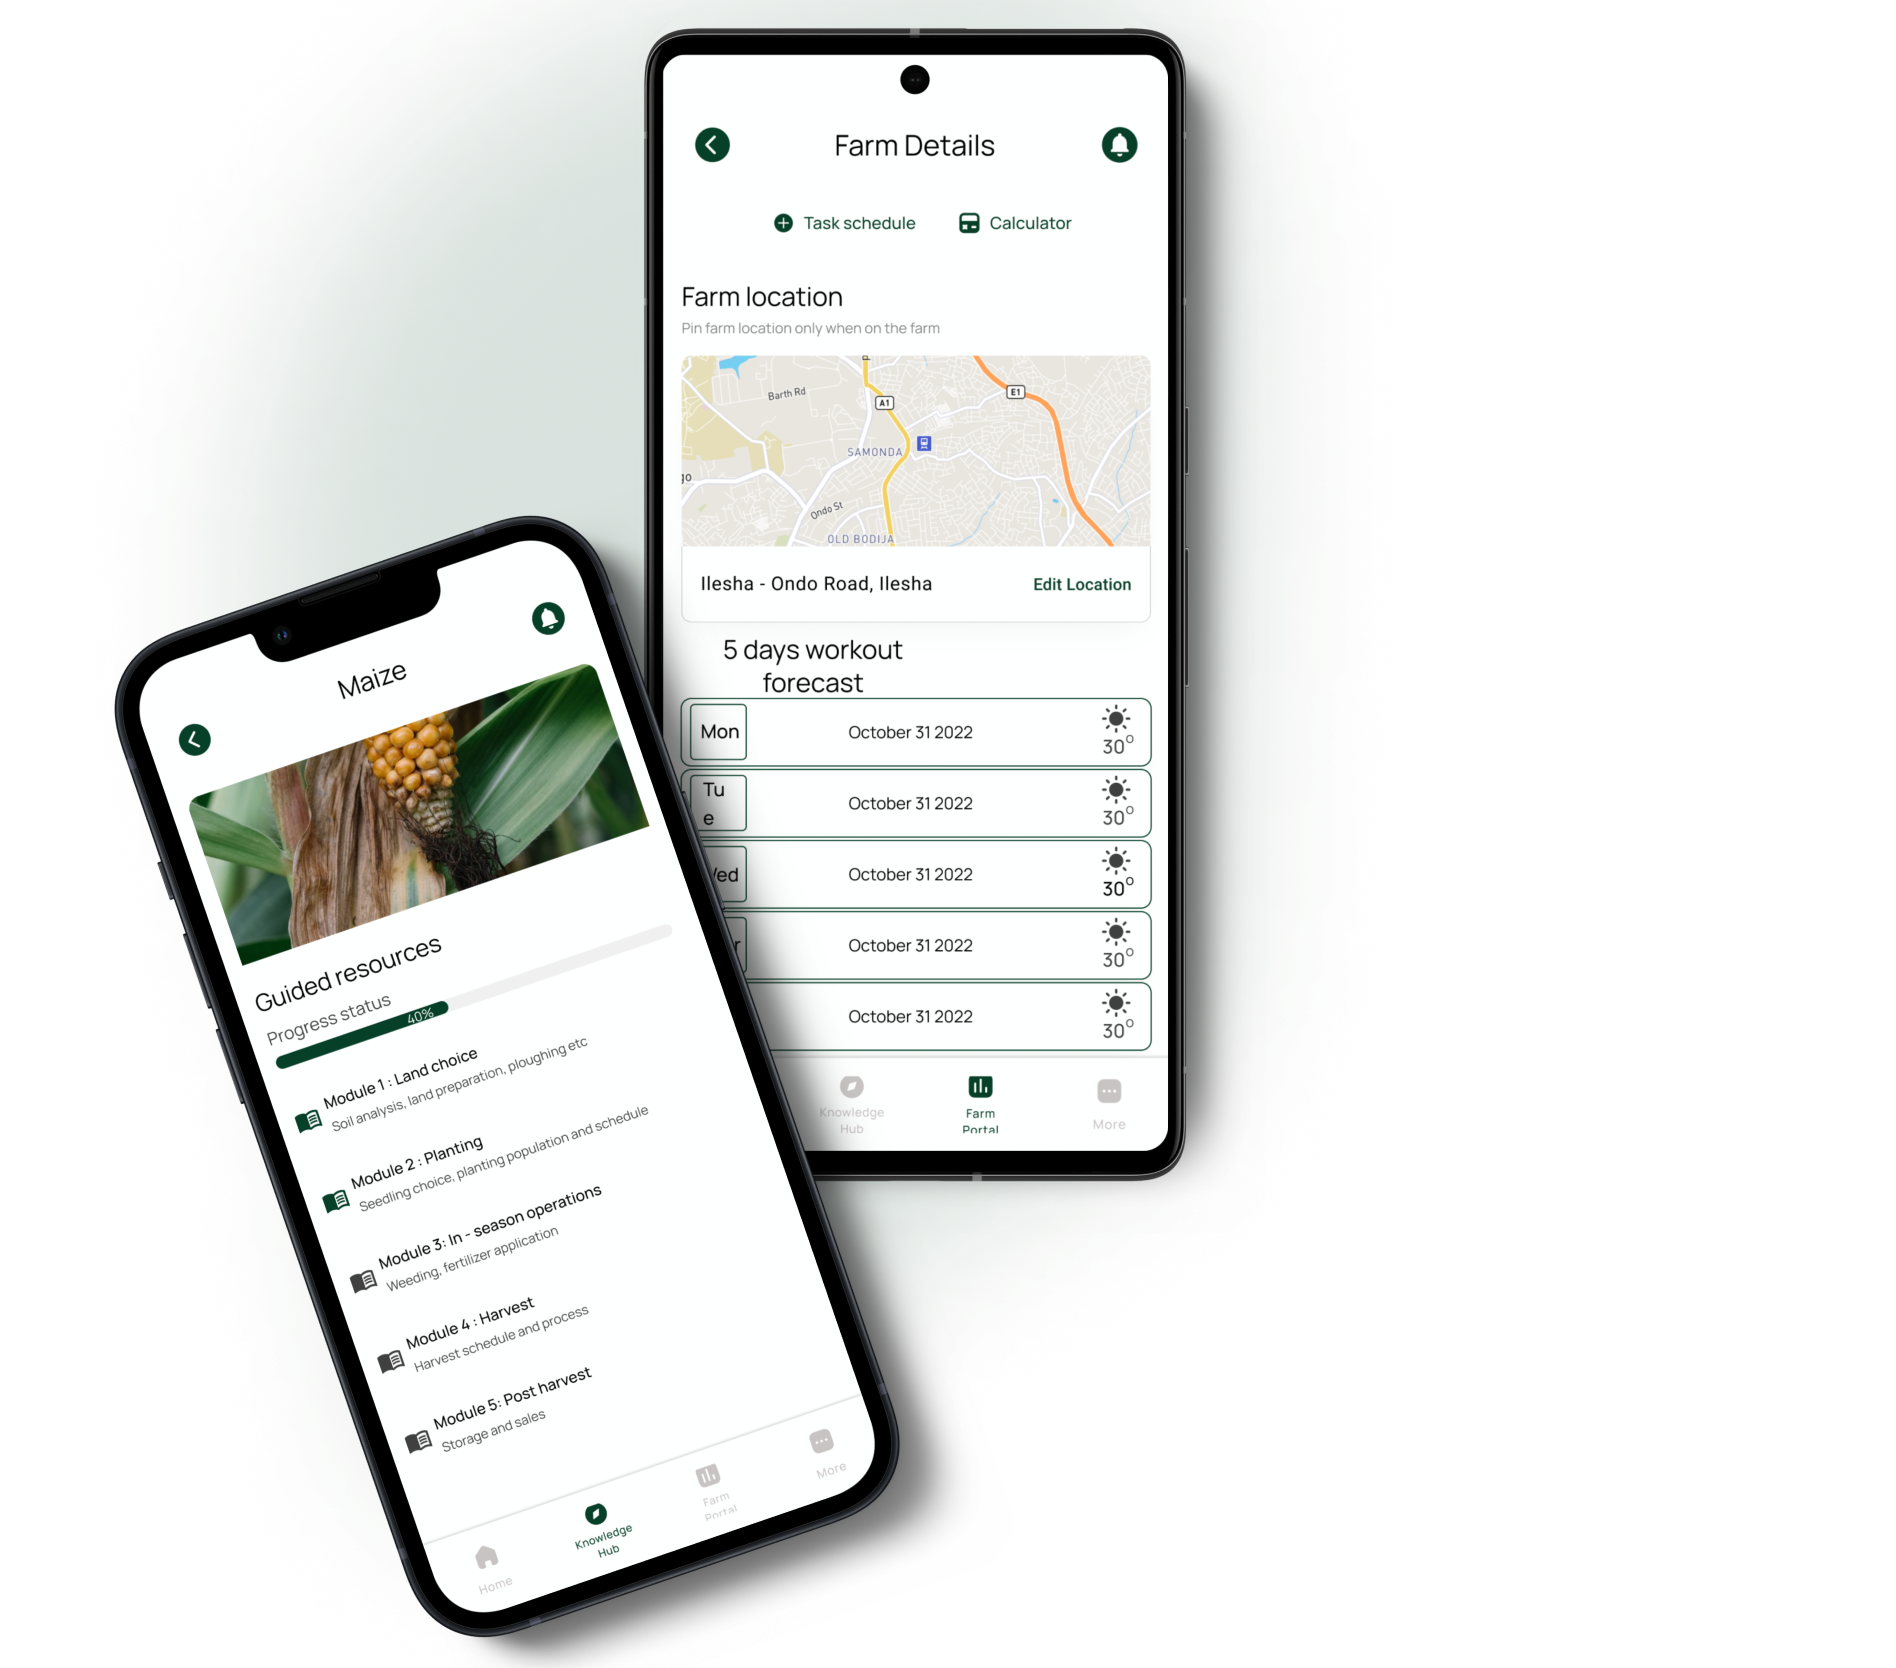 Farm Details
Task schedule
Calculator
Farm location
Pin farm location only when on the farm
Barth Rd
A1
E1
SAMONDA
Ondo St
OLD BODIJA
Ilesha - Ondo Road, Ilesha
Edit Location
5 days workout
forecast
Mon
October 31 2022
30°
Tu
e
October 31 2022
30°
October 31 2022
30°
October 31 2022
30°
October 31 2022
30°
Knowledge
Hub
Farm
Portal
More
Maize
Guided resources
Progress status
40%
Module 1 : Land choice
Soil analysis, land preparation, ploughing etc
Module 2 : Planting
Seedling choice, planting population and schedule
Module 3: In - season operations
Weeding, fertilizer application
Module 4 : Harvest
Harvest schedule and process
Module 5: Post harvest
Storage and sales
Home
Knowledge
Hub
Farm
Portal
More